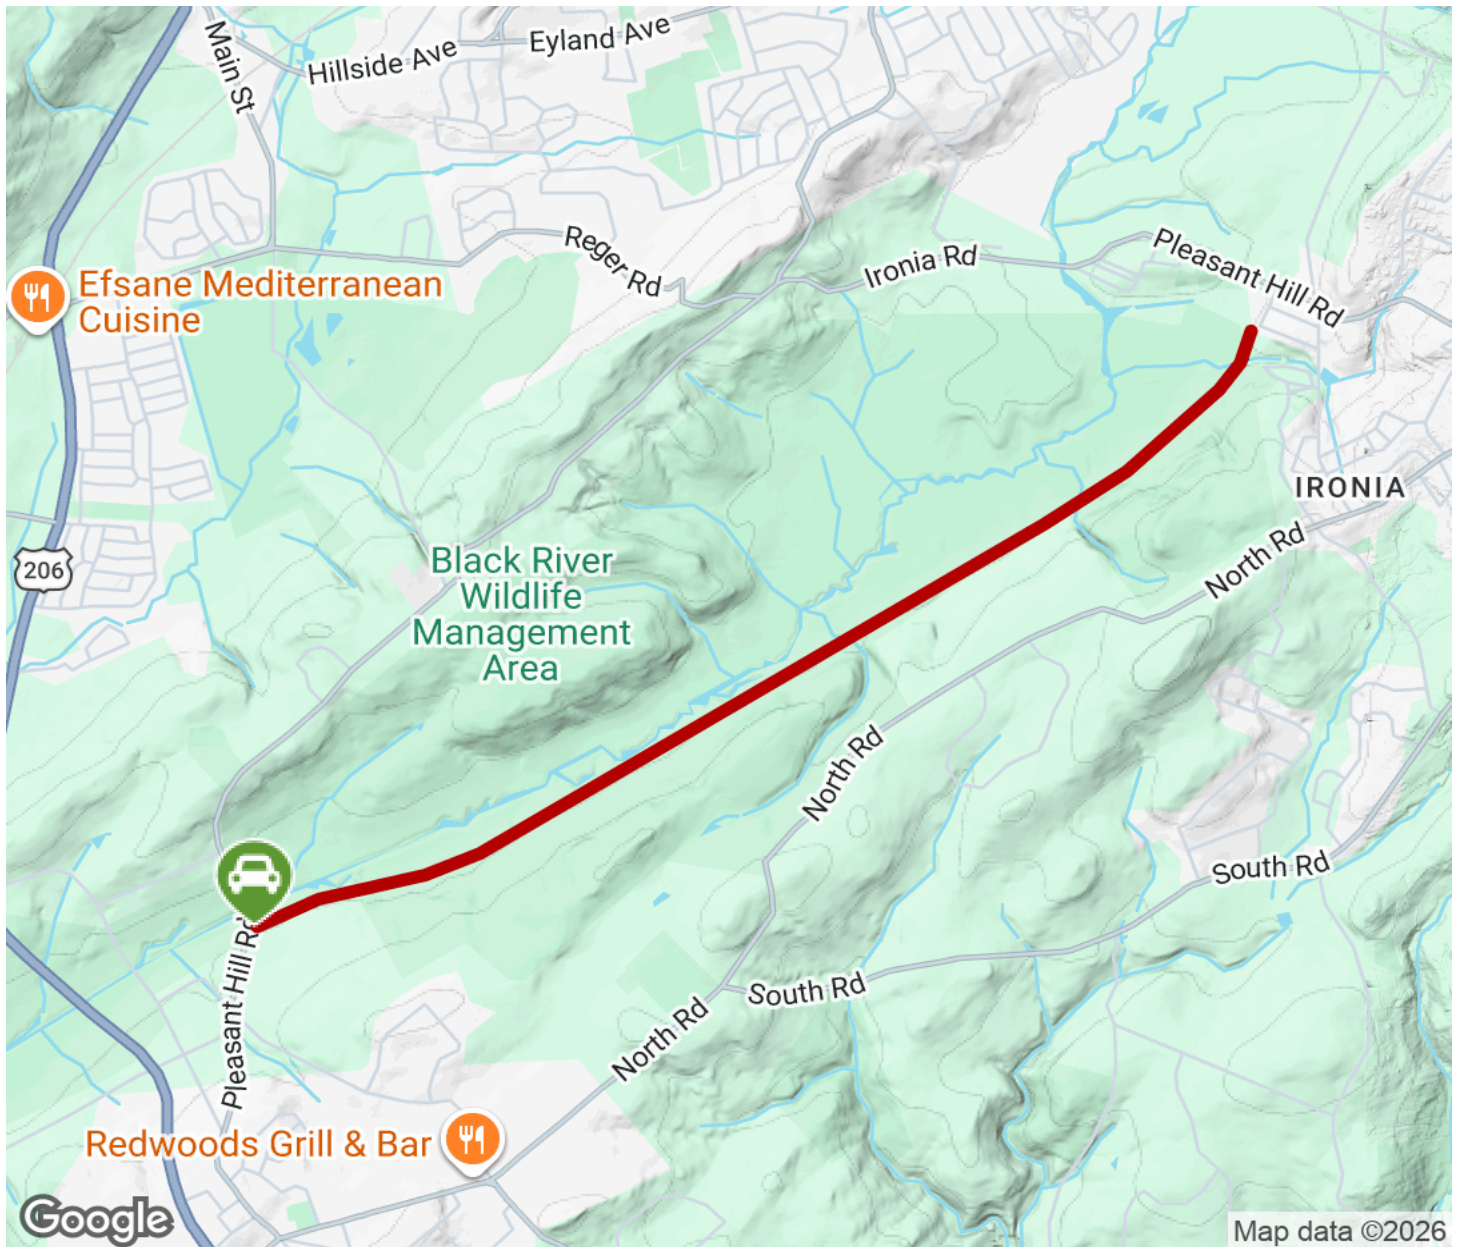 Main St
Hillside Ave
Eyland Ave
Reger Rd
Ironia Rd
Pleasant Hill Rd
Efsane Mediterranean
Cuisine
IRONIA
206
North Rd
Black River
Wildlife
Management
Area
North Rd
South Rd
Pleasant Hill Rd
South Rd
North Rd
Redwoods Grill & Bar
Google
Map data ©2026